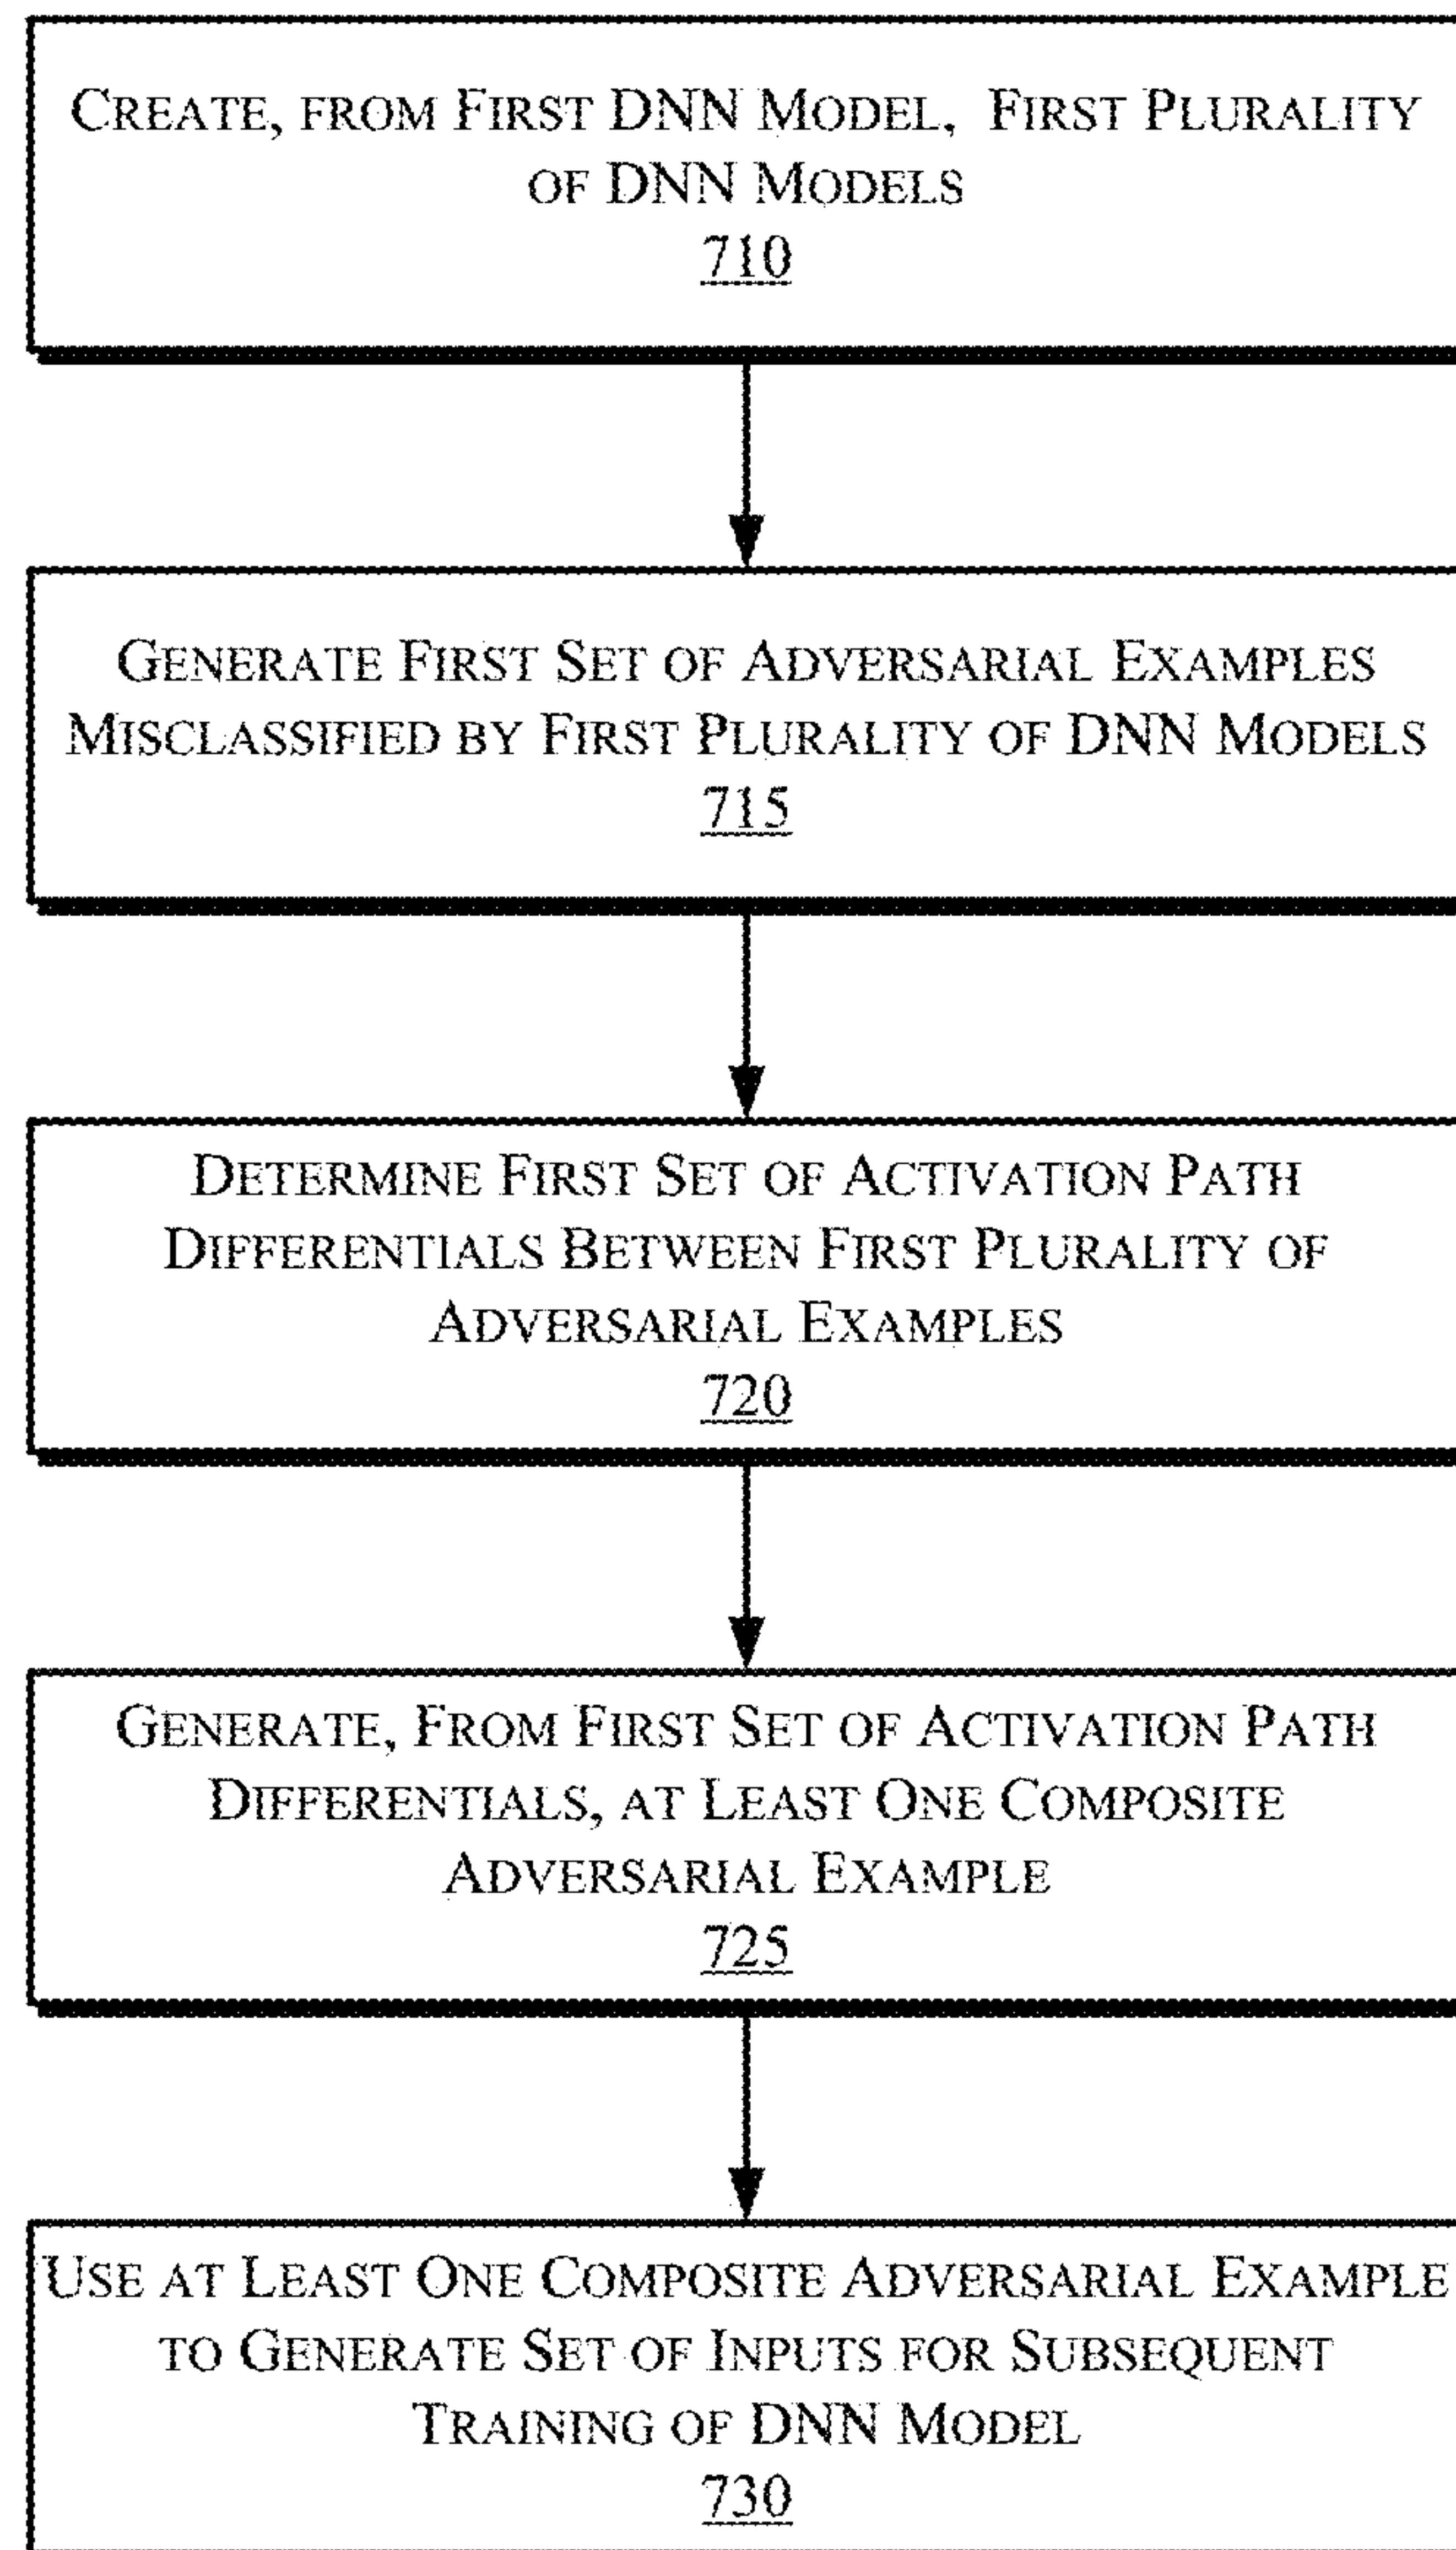 CREATE, FROM FIRST DNN MODEL, FIRST PLURALITY
OF DNN MODELS
710
GENERATE FIRST SET OF ADVERSARIAL EXAMPLES
MISCLASSIFIED BY FIRST PLURALITY OF DNN MODELS
715
DETERMINE FIRST SET OF ACTIVATION PATH
DIFFERENTIALS BETWEEN FIRST PLURALITY OF
ADVERSARIAL EXAMPLES
720
GENERATE, FROM FIRST SET OF ACTIVATION PATH
DIFFERENTIALS, AT LEAST ONE COMPOSITE
ADVERSARIAL EXAMPLE
725
USE AT LEAST ONE COMPOSITE ADVERSARIAL EXAMPLE
TO GENERATE SET OF INPUTS FOR SUBSEQUENT
TRAINING OF DNN MODEL
730